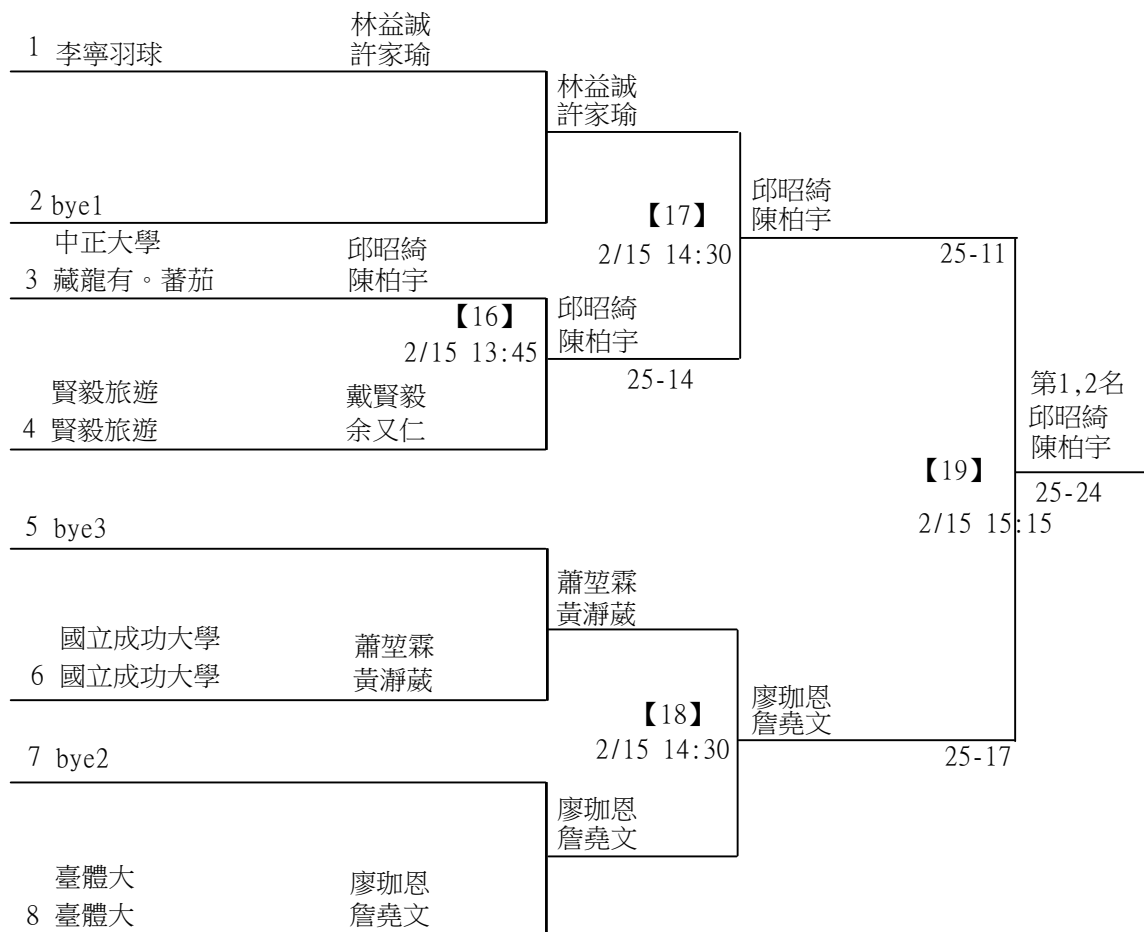 林益誠
1 李寧羽球 許家瑜
林益誠
許家瑜
2 bye1
中正大學 邱昭綺
3 藏龍有。蕃茄 陳柏宇
【17】
2/15 14:30
邱昭綺
陳柏宇
25-11
【16】
2/15 13:45
邱昭綺
陳柏宇
25-14
賢毅旅遊 戴賢毅
4 賢毅旅遊 余又仁
第1,2名
邱昭綺
陳柏宇
【19】
25-24
2/15 15:15
5 bye3
蕭堃霖
黃瀞葳
國立成功大學 蕭堃霖
6 國立成功大學 黃瀞葳
【18】
2/15 14:30
廖珈恩
詹堯文
25-17
7 bye2
廖珈恩
詹堯文
臺體大 廖珈恩
8 臺體大 詹堯文